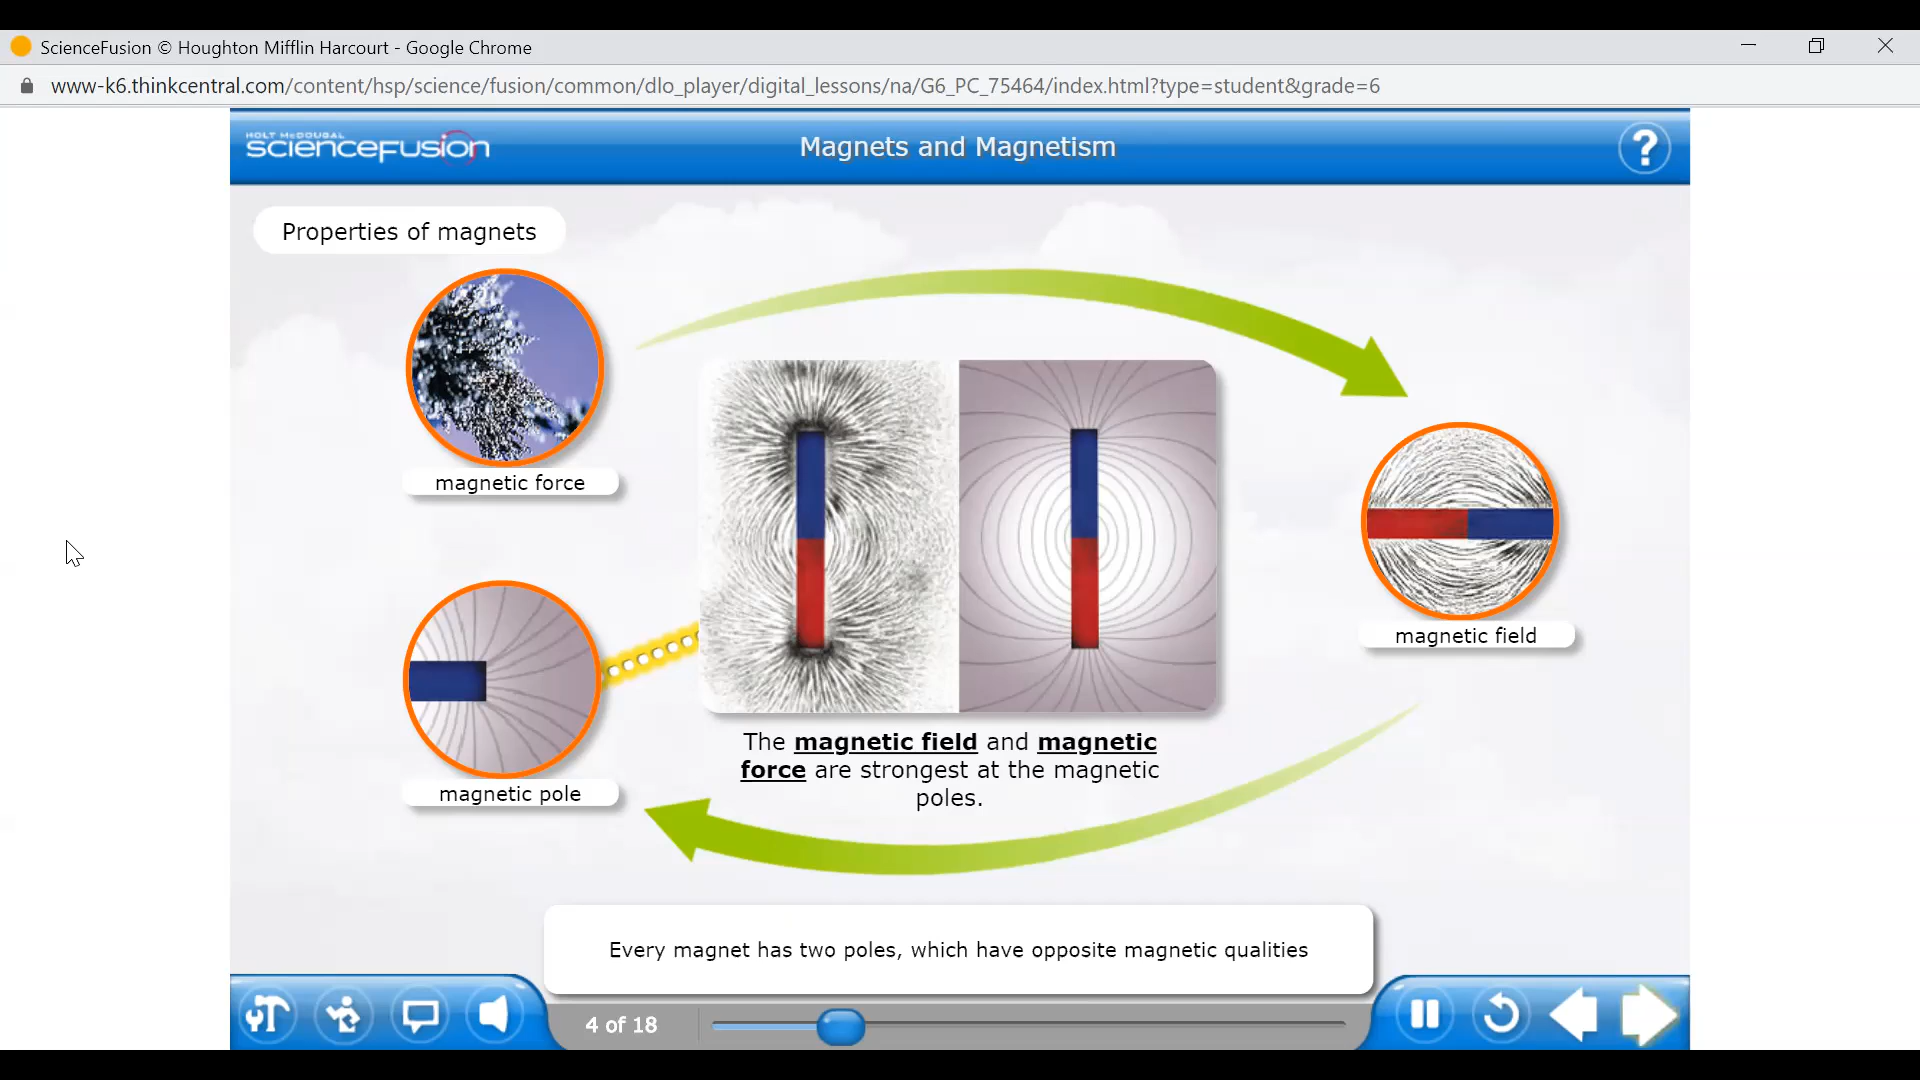 ScienceFusion © Houghton Mifflin Harcourt - Google Chrome
www-k6.thinkcentral.com/content/hsp/science/fusion/common/dlo_player/digital_lessons/na/G6_PC_75464/index.html?type=student&grade=6
HOLT McDOUGAL
SCIENCEFUSION
Magnets and Magnetism
?
Properties of magnets
magnetic force
magnetic field
magnetic pole
The magnetic field and magnetic
force are strongest at the magnetic
poles.
Every magnet has two poles, which have opposite magnetic qualities
4 of 18